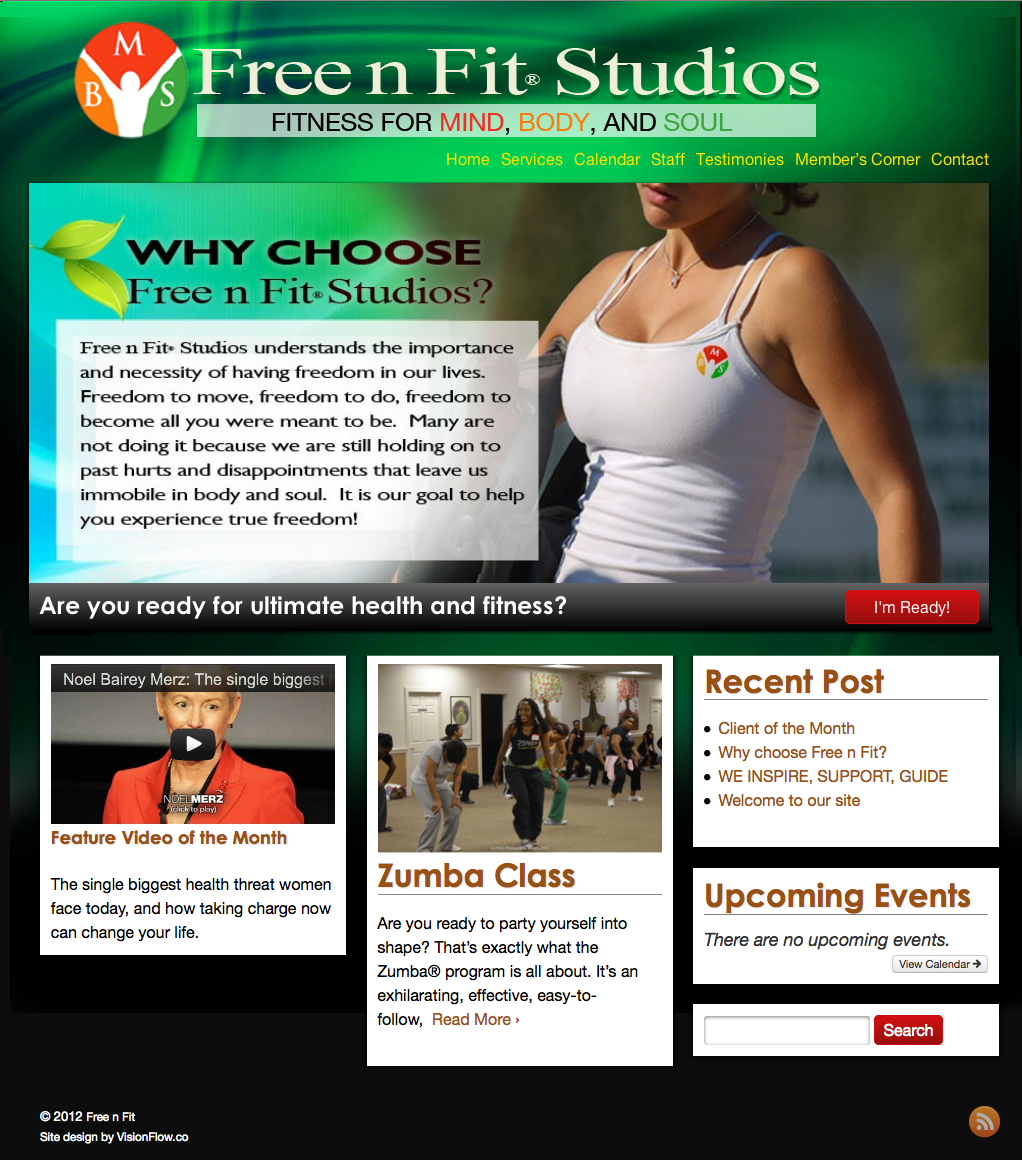 M
B S
Free n Fit® Studios
FITNESS FOR MIND, BODY, AND SOUL
Home Services Calendar Staff Testimonies Member's Corner Contact
WHY CHOOSE
Free n Fit® Studios?
Free n Fit® Studios understands the importance
and necessity of having freedom in our lives.
Freedom to move, freedom to do, freedom to
become all you were meant to be. Many are
not doing it because we are still holding on to
past hurts and disappointments that leave us
immobile in body and soul. It is our goal to help
you experience true freedom!
M
B S
Are you ready for ultimate health and fitness?
I'm Ready!
Noel Bairey Merz: The single biggest
NOELMERZ
(click to play)
Feature Video of the Month
The single biggest health threat women
face today, and how taking charge now
can change your life.
ZUMBA
Zumba Class
Are you ready to party yourself into
shape? That's exactly what the
Zumba® program is all about. It's an
exhilarating, effective, easy-to-
follow, Read More ›
Recent Post
Client of the Month
Why choose Free n Fit?
WE INSPIRE, SUPPORT, GUIDE
Welcome to our site
Upcoming Events
There are no upcoming events.
View Calendar
Search
© 2012 Free n Fit
Site design by VisionFlow.co